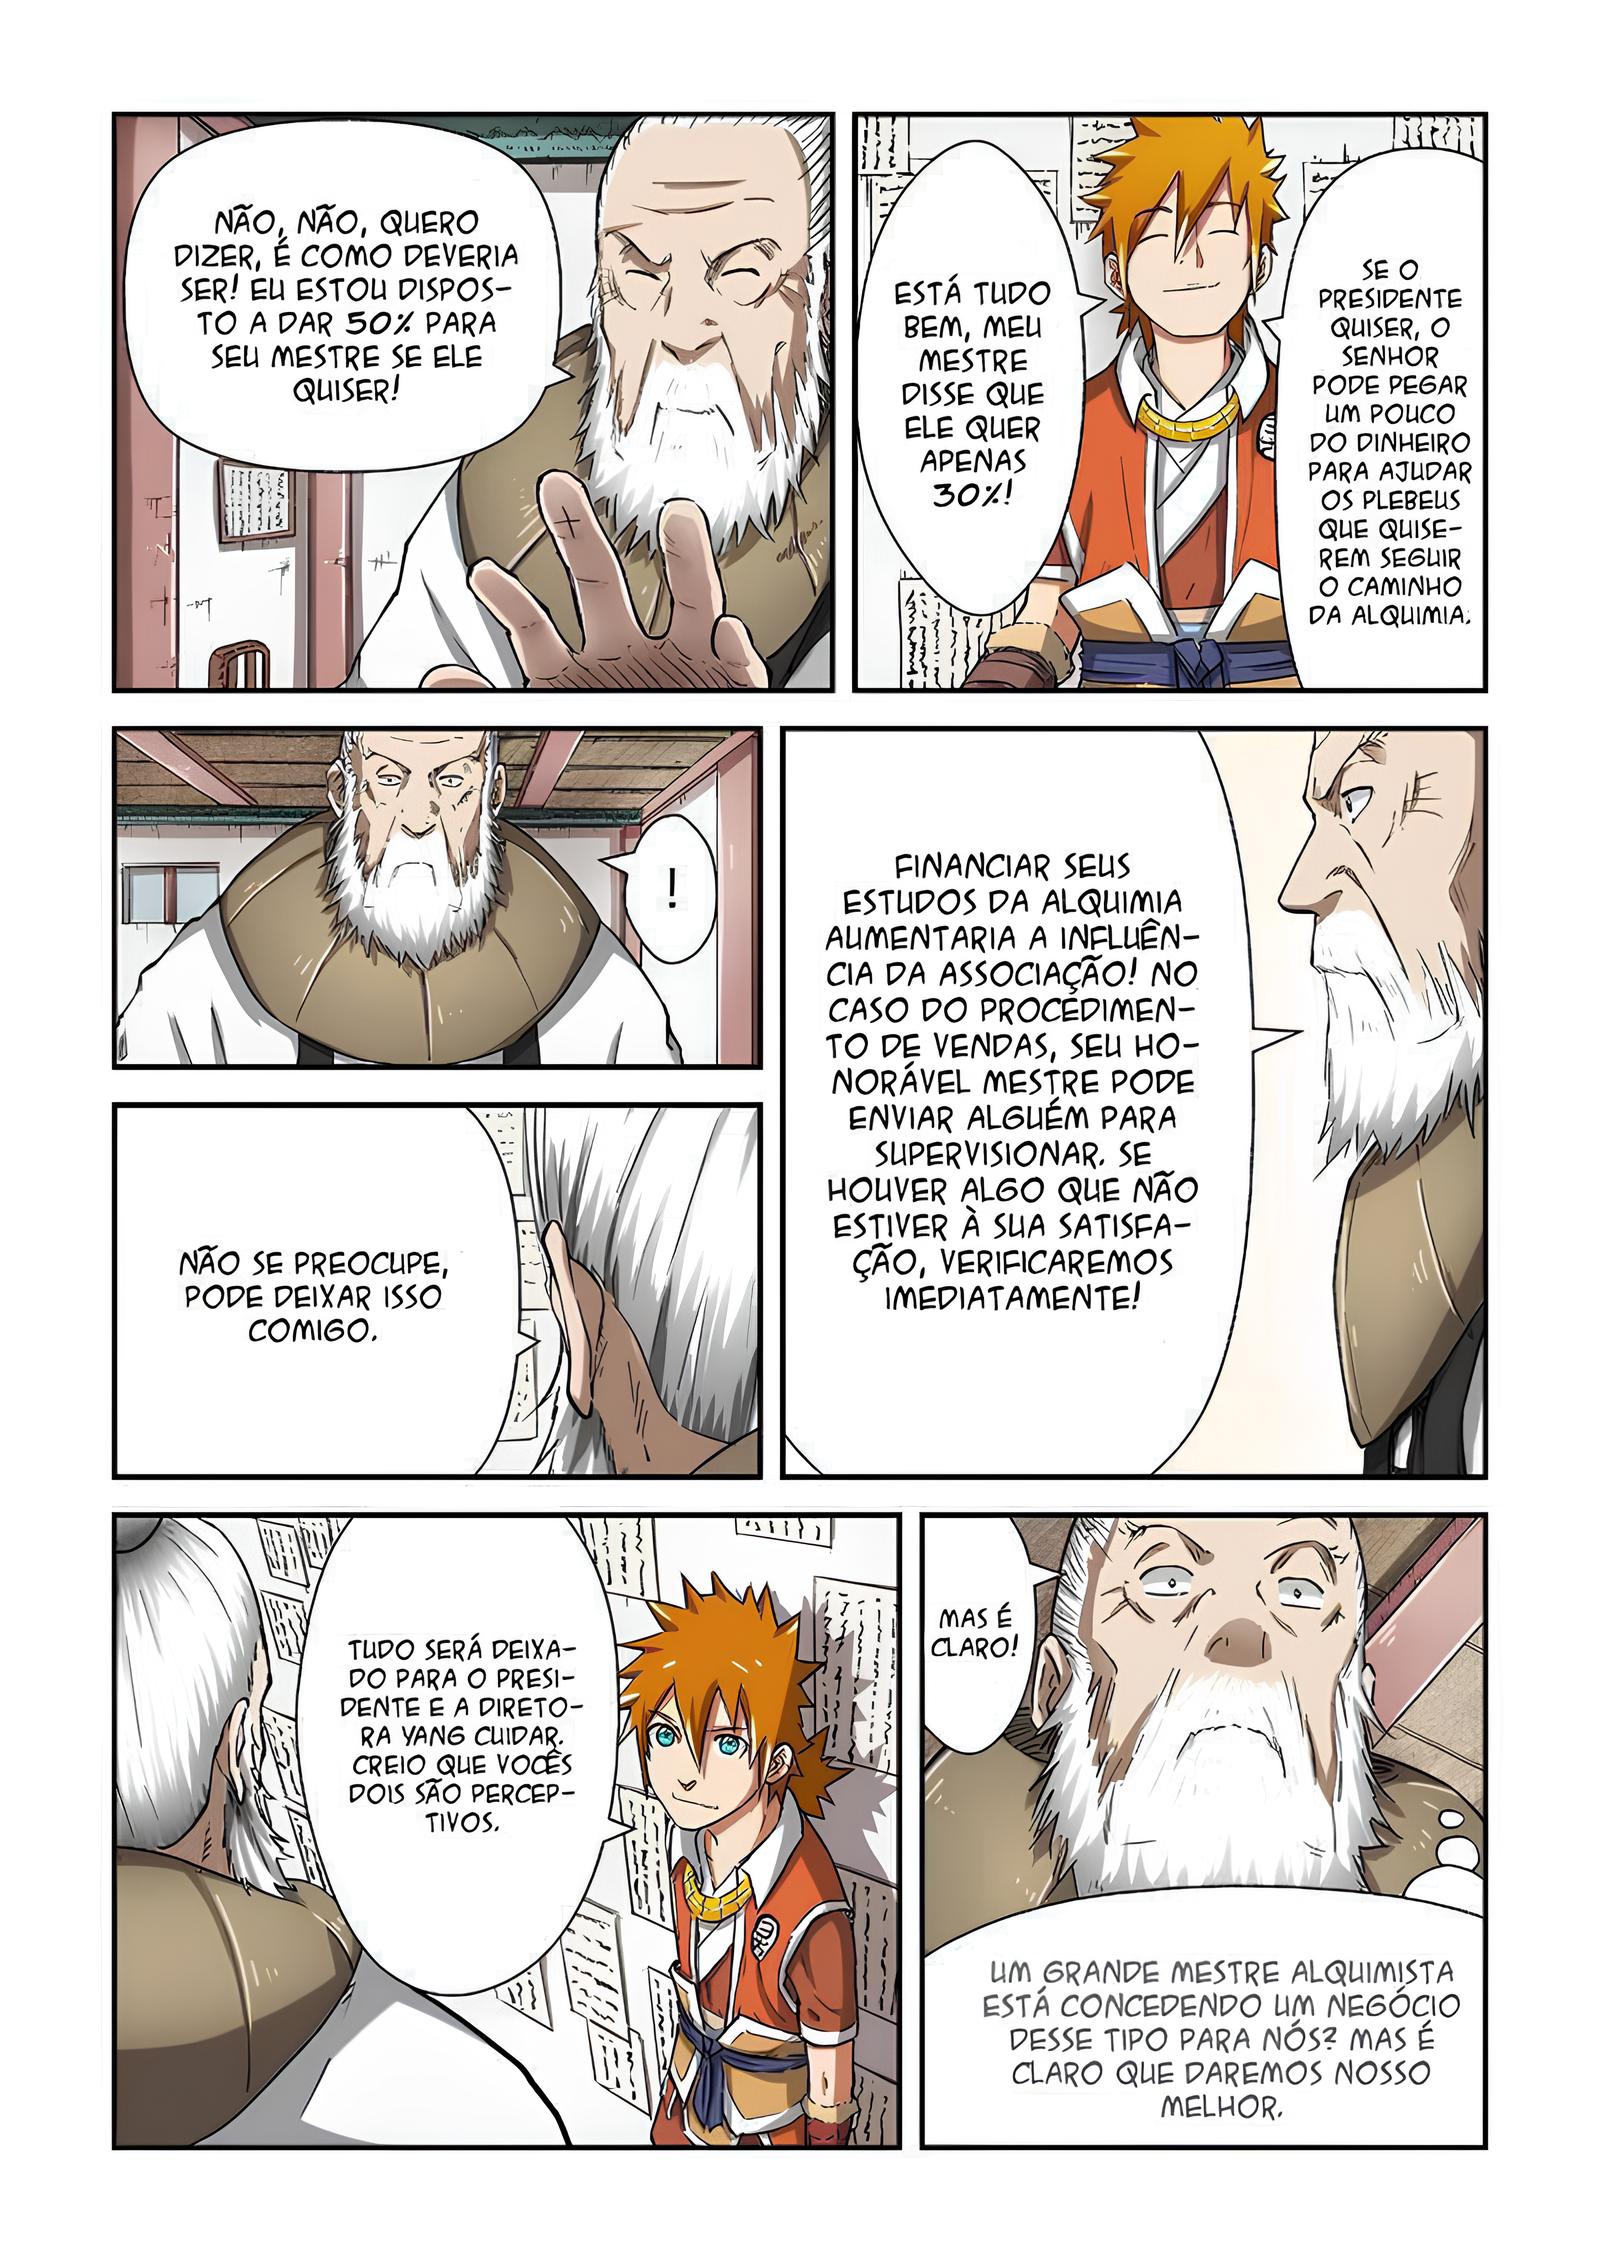 NÃO, NÃO, QUERO
DIZER, É COMO DEVERIA
SER! EU ESTOU DISPOS-
TO A DAR 50% PARA
SEU MESTRE SE ELE
QUISER!
ESTÁ TUDO
BEM, MEU
MESTRE
DISSE QUE
ELE QUER
APENAS
30%!
SE O
PRESIDENTE
QUISER, O
SENHOR
PODE PEGAR
UM POUCO
DO DINHEIRO
PARA AJUDAR
OS PLEBEUS
QUE QUISE-
REM SEGUIR
O CAMINHO
DA ALQUIMIA.
!
NÃO SE PREOCUPE,
PODE DEIXAR ISSO
COMIGO.
FINANCIAR SEUS
ESTUDOS DA ALQUIMIA
AUMENTARIA A INFLUÊN-
CIA DA ASSOCIAÇÃO! NO
CASO DO PROCEDIMEN-
TO DE VENDAS, SEU HO-
NORÁVEL MESTRE PODE
ENVIAR ALGUÉM PARA
SUPERVISIONAR. SE
HOUVER ALGO QUE NÃO
ESTIVER À SUA SATISFA-
ÇÃO, VERIFICAREMOS
IMEDIATAMENTE!
TUDO SERÁ DEIXA-
DO PARA O PRESI-
DENTE E A DIRETO-
RA YANG CUIDAR.
CREIO QUE VOCÊS
DOIS SÃO PERCEP-
TIVOS.
MAS É
CLARO!
UM GRANDE MESTRE ALQUIMISTA
ESTÁ CONCEDENDO UM NEGÓCIO
DESSE TIPO PARA NÓS? MAS É
CLARO QUE DAREMOS NOSSO
MELHOR.